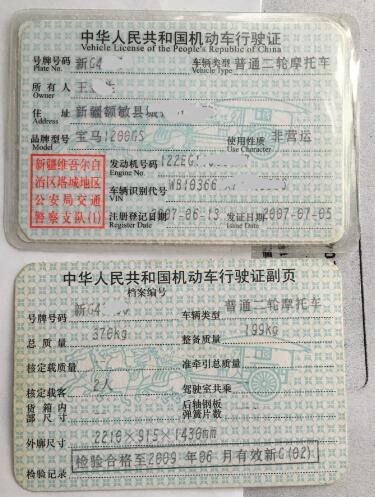 中华人民共和国机动车行驶证
Vehicle License of the People's Republic of China
号牌号码 新G4 车辆类型 普通二轮摩托车
Plate No. Vehicle Type
所有人 王
Owner
住址 新疆额敏县
Address
品牌型号 宝马1200GS 使用性质 非营运
Model Use Character
新疆维吾尔自
治区塔城地区
公安局交通
警察支队(1)
发动机号码 122EG
Engine No.
车辆识别代号 WB10366
VIN
注册登记日期 07-06-13 发证日期 2007-07-05
Register Date Issue Date
中华人民共和国机动车行驶证副页
档案编号
号牌号码 新G4 车辆类型 普通二轮摩托车
总质量 370kg 整备质量 199kg
核定载质量 准牵引总质量
核定载客 2人 驾驶室共乘
货箱内部尺寸 后轴钢板弹簧片数
外廓尺寸 2210×915×1430mm
检验记录 检验合格至2009年06月有效新G(02)